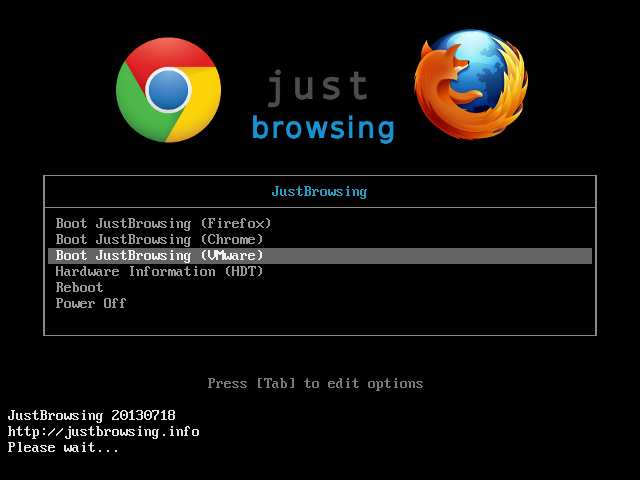 just
browsing
JustBrowsing
Boot JustBrowsing (Firefox)
Boot JustBrowsing (Chrome)
Boot JustBrowsing (VMware)
Hardware Information (HDT)
Reboot
Power Off
Press [Tab] to edit options
JustBrowsing 20130718
http://justbrowsing.info
Please wait...